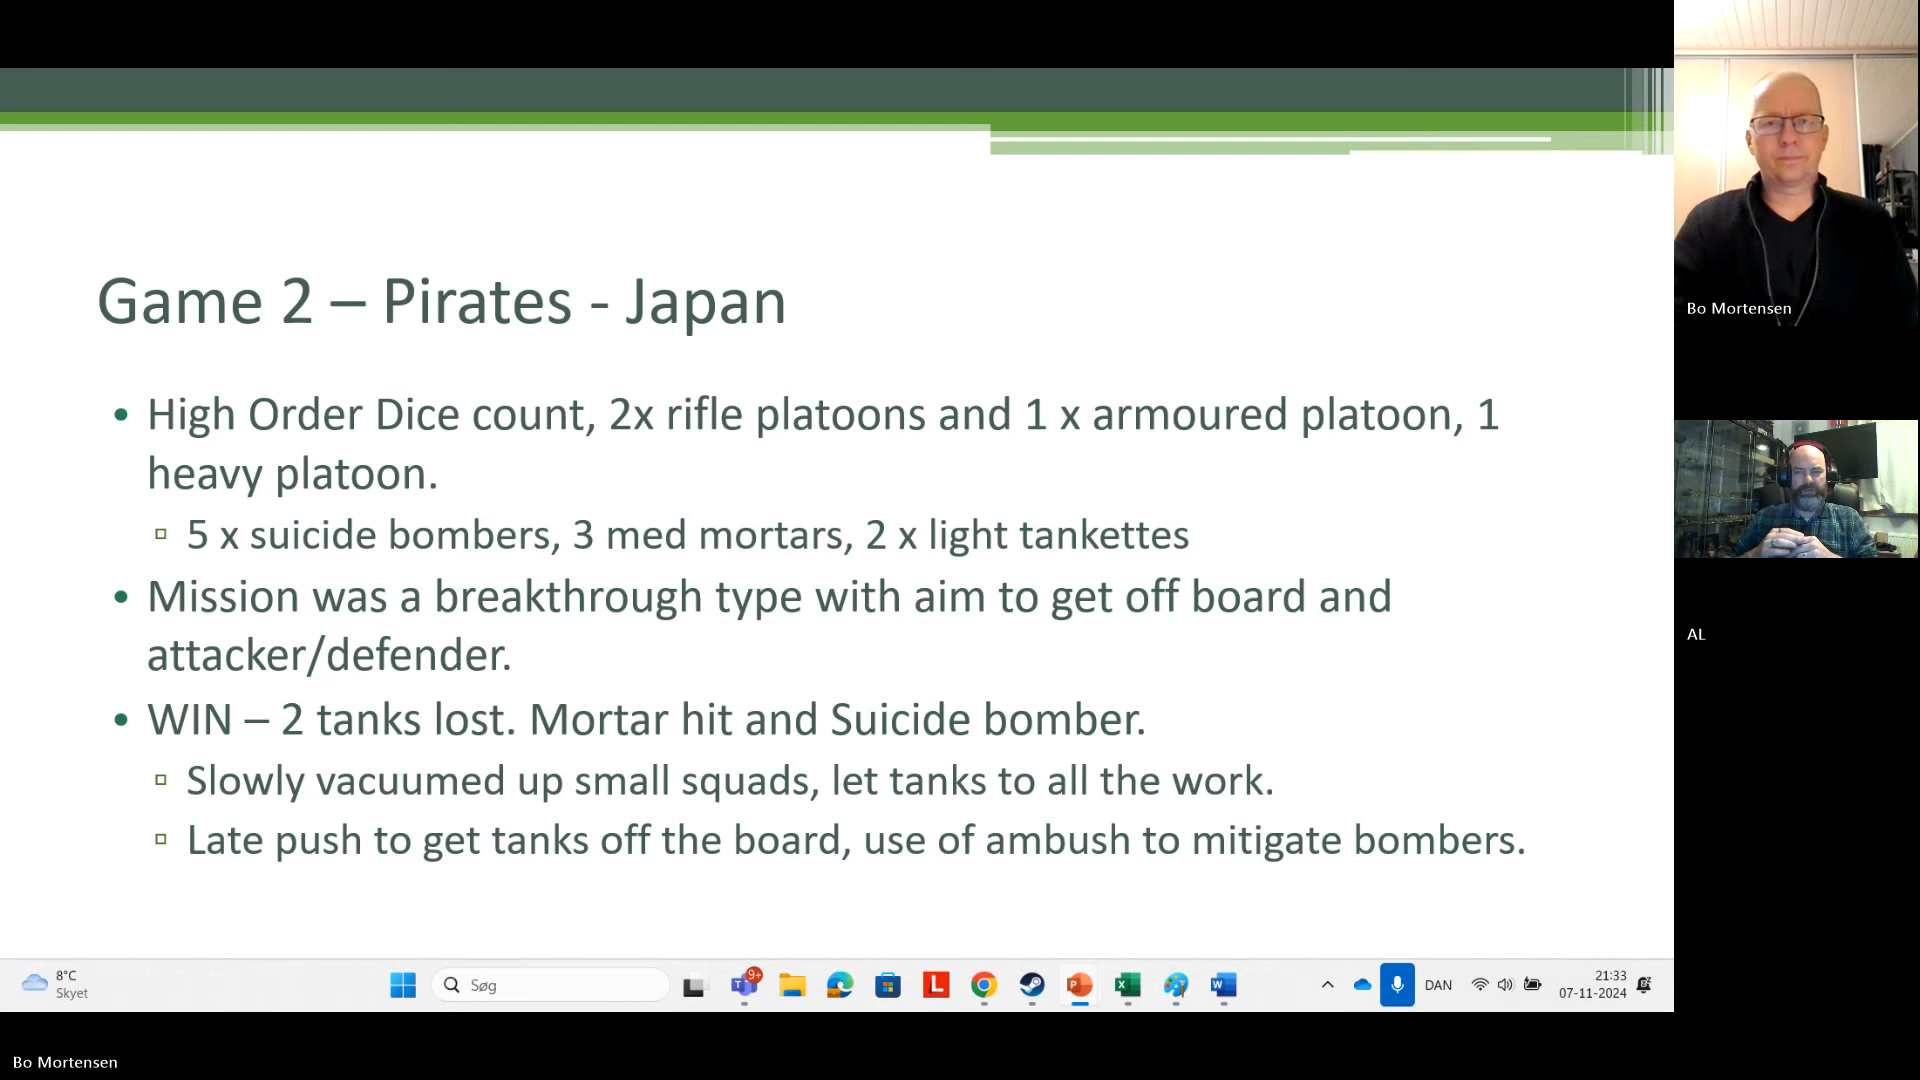 Game 2 – Pirates - Japan
• High Order Dice count, 2x rifle platoons and 1 x armoured platoon, 1
heavy platoon.
▫ 5 x suicide bombers, 3 med mortars, 2 x light tankettes
• Mission was a breakthrough type with aim to get off board and
attacker/defender.
• WIN – 2 tanks lost. Mortar hit and Suicide bomber.
▫ Slowly vacuumed up small squads, let tanks to all the work.
▫ Late push to get tanks off the board, use of ambush to mitigate bombers.
Bo Mortensen
AL
8°C
Skyet
Søg
9+
L
DAN
21:33
07-11-2024
Bo Mortensen